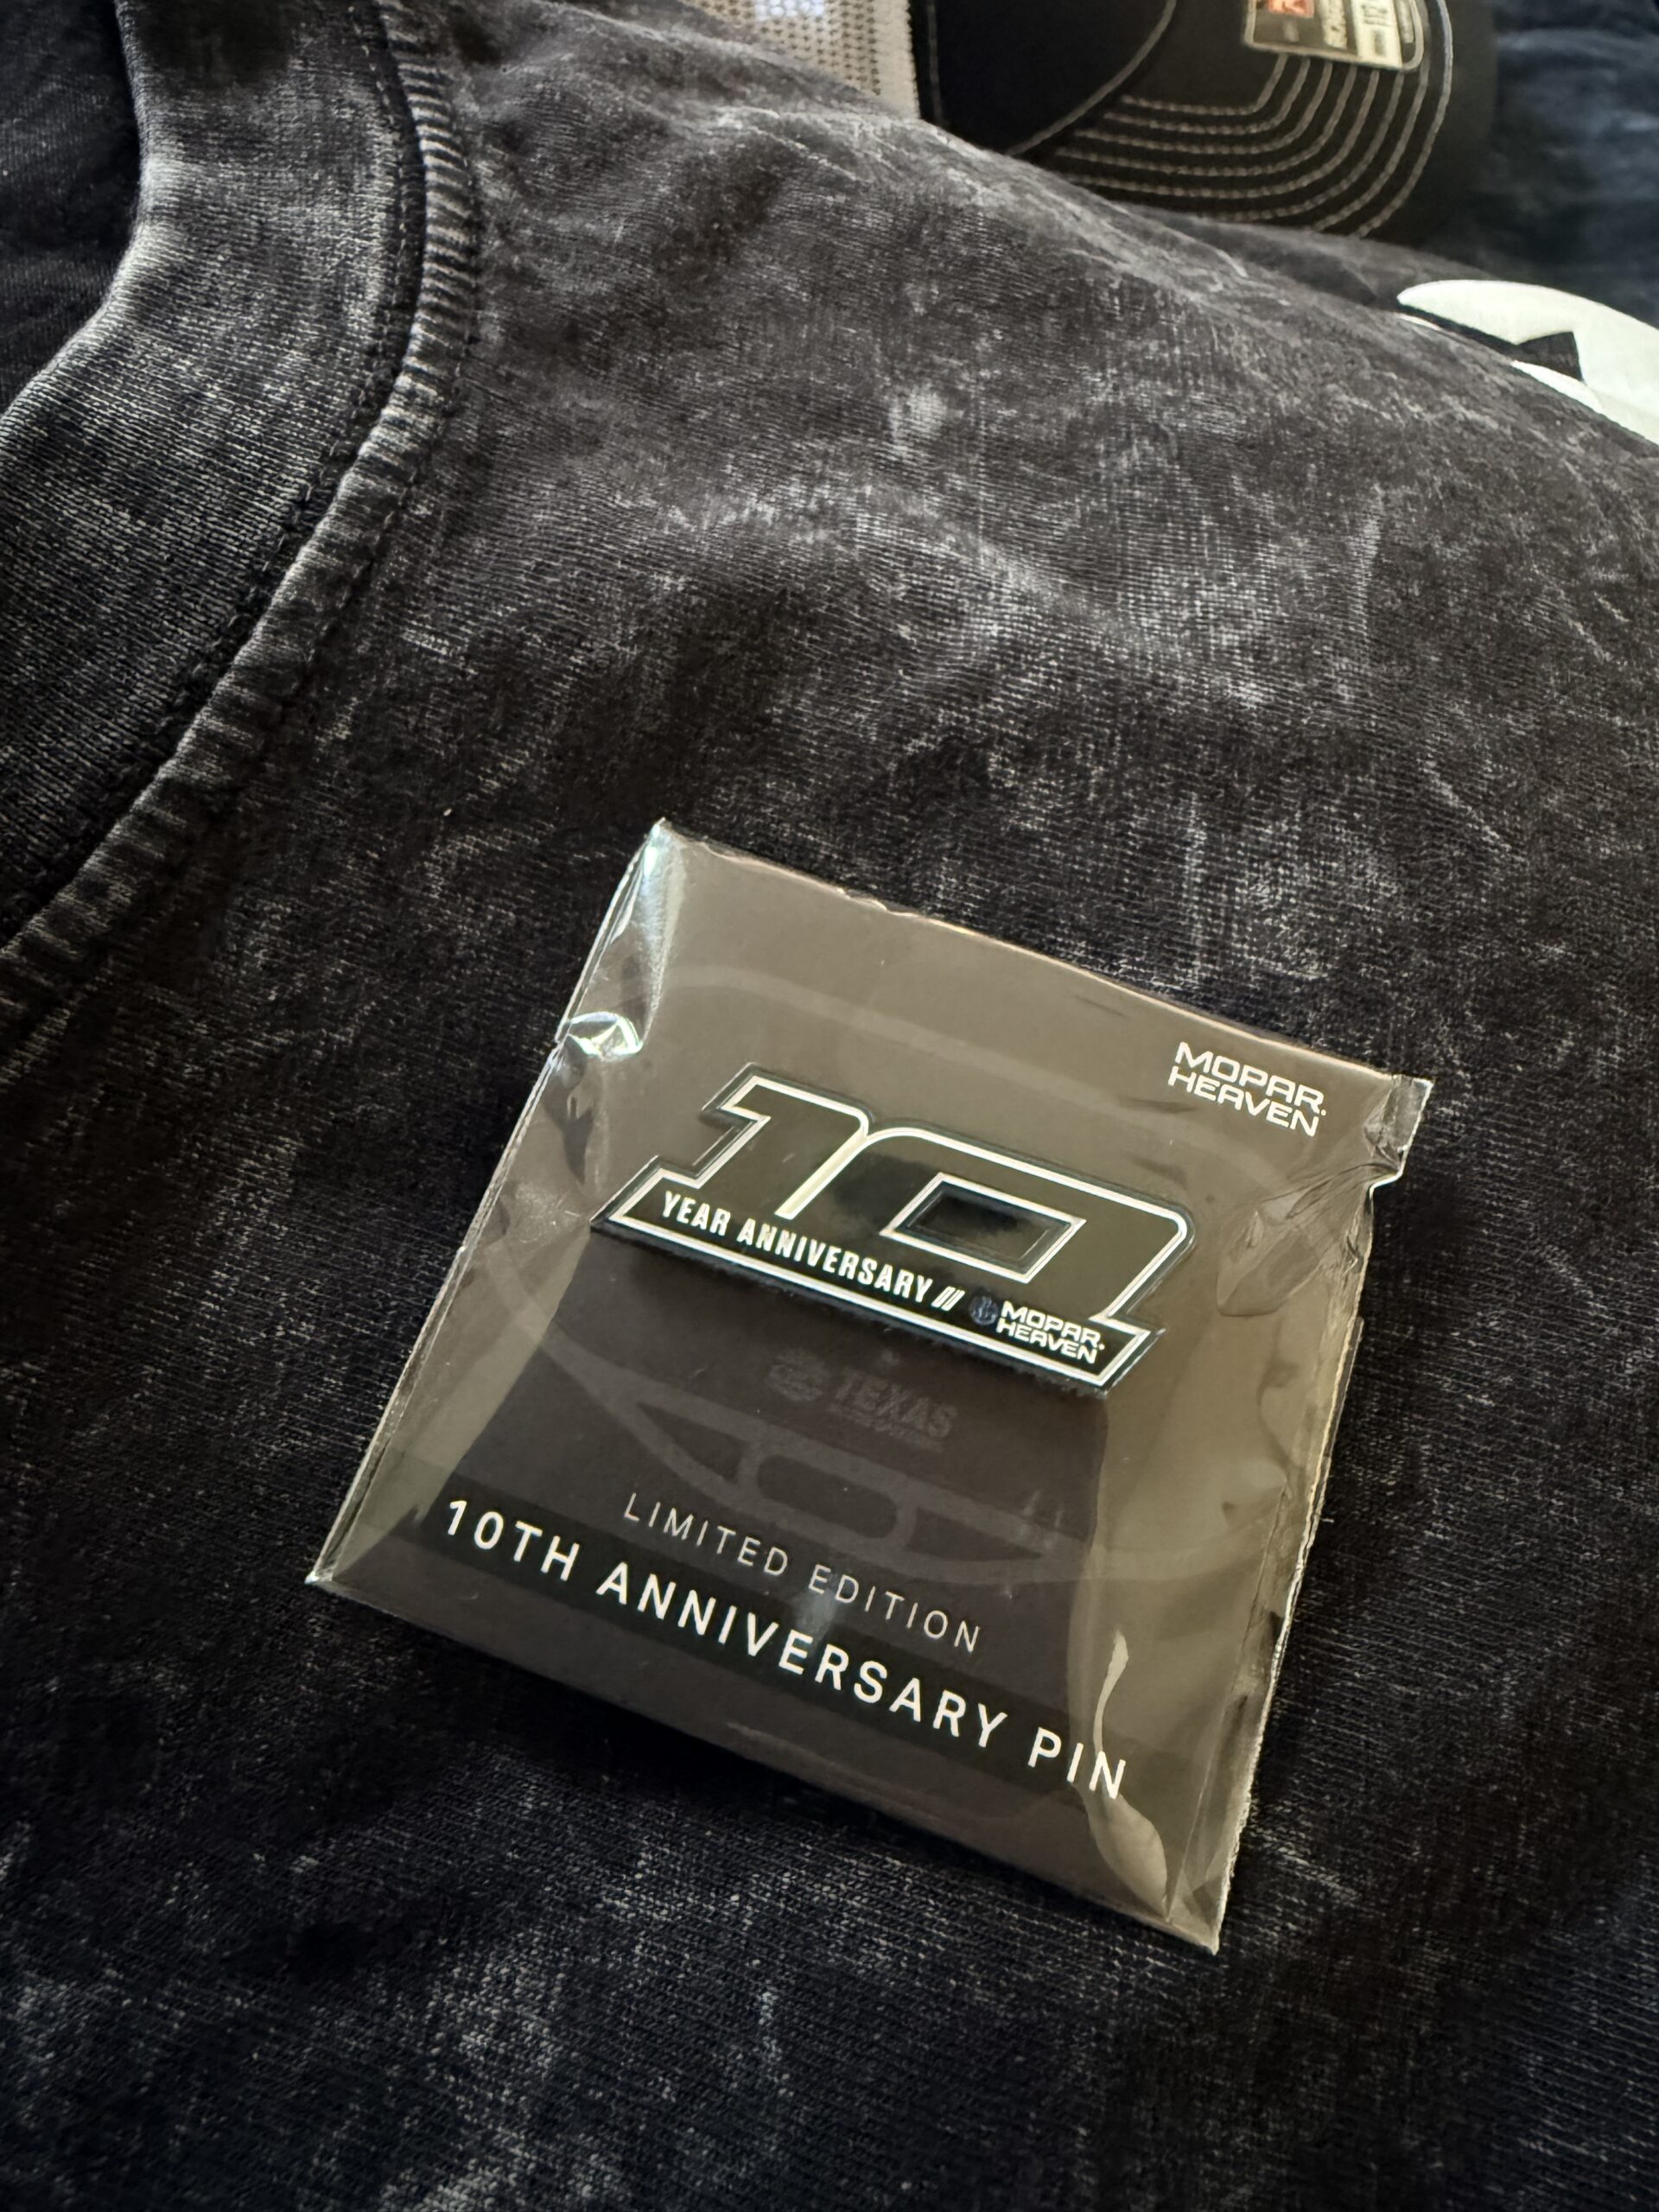 MOPAR
HEAVEN
10
YEAR ANNIVERSARY //
MOPAR
HEAVEN
TEXAS
LIMITED EDITION
10TH ANNIVERSARY PIN